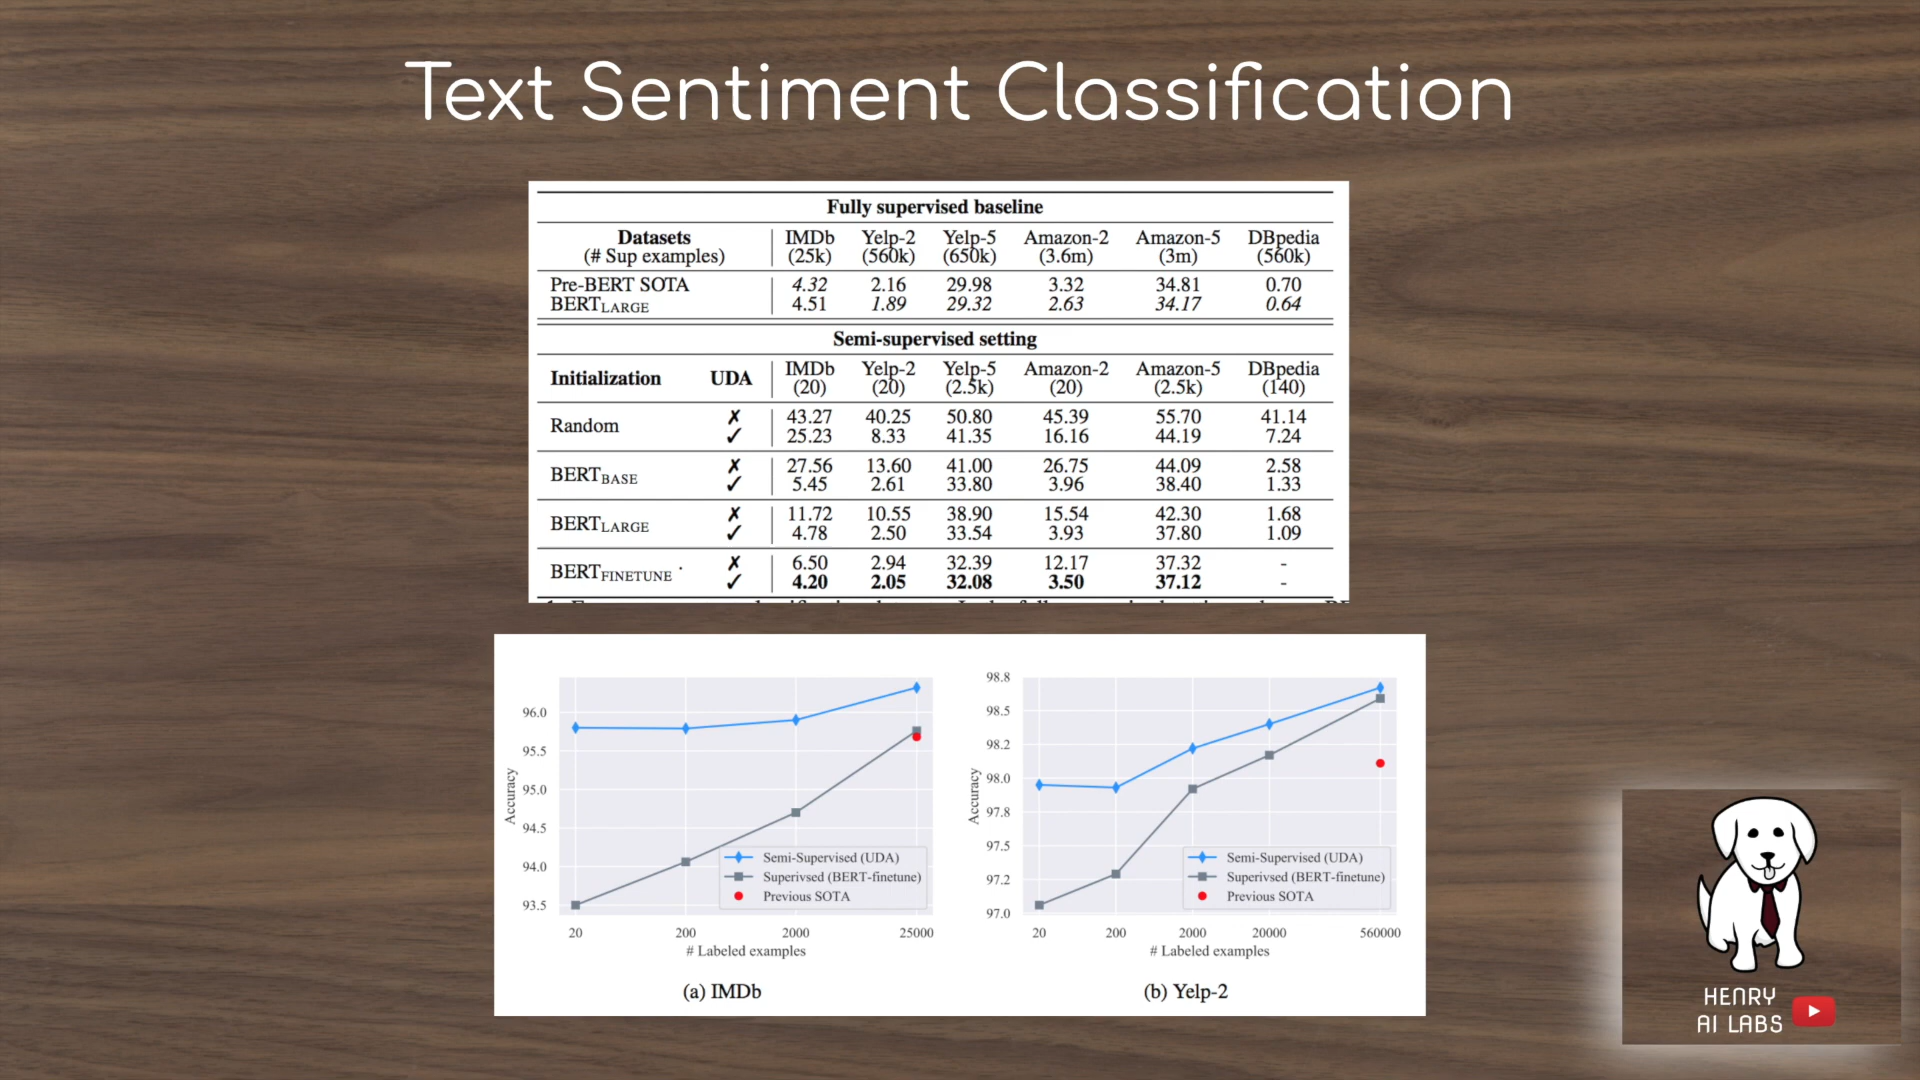 Text Sentiment Classification
Fully supervised baseline
Datasets IMDb Yelp-2 Yelp-5 Amazon-2 Amazon-5 DBpedia
(# Sup examples) (25k) (560k) (650k) (3.6m) (3m) (560k)
Pre-BERT SOTA 4.32 2.16 29.98 3.32 34.81 0.70
BERTLARGE 4.51 1.89 29.32 2.63 34.17 0.64
Semi-supervised setting
Initialization UDA IMDb Yelp-2 Yelp-5 Amazon-2 Amazon-5 DBpedia
(20) (20) (2.5k) (20) (2.5k) (140)
Random ✗ 43.27 40.25 50.80 45.39 55.70 41.14
✓ 25.23 8.33 41.35 16.16 44.19 7.24
BERTBASE ✗ 27.56 13.60 41.00 26.75 44.09 2.58
✓ 5.45 2.61 33.80 3.96 38.40 1.33
BERTLARGE ✗ 11.72 10.55 38.90 15.54 42.30 1.68
✓ 4.78 2.50 33.54 3.93 37.80 1.09
BERTFINETUNE ✗ 6.50 2.94 32.39 12.17 37.32 -
✓ 4.20 2.05 32.08 3.50 37.12 -
96.0
95.5
95.0
94.5
94.0
93.5
Accuracy
Semi-Supervised (UDA)
Superivsed (BERT-finetune)
Previous SOTA
20 200 2000 25000
# Labeled examples
(a) IMDb
98.8
98.5
98.2
98.0
97.8
97.5
97.2
97.0
Accuracy
Semi-Supervised (UDA)
Superivsed (BERT-finetune)
Previous SOTA
20 200 2000 20000 560000
# Labeled examples
(b) Yelp-2
HENRY
AI LABS